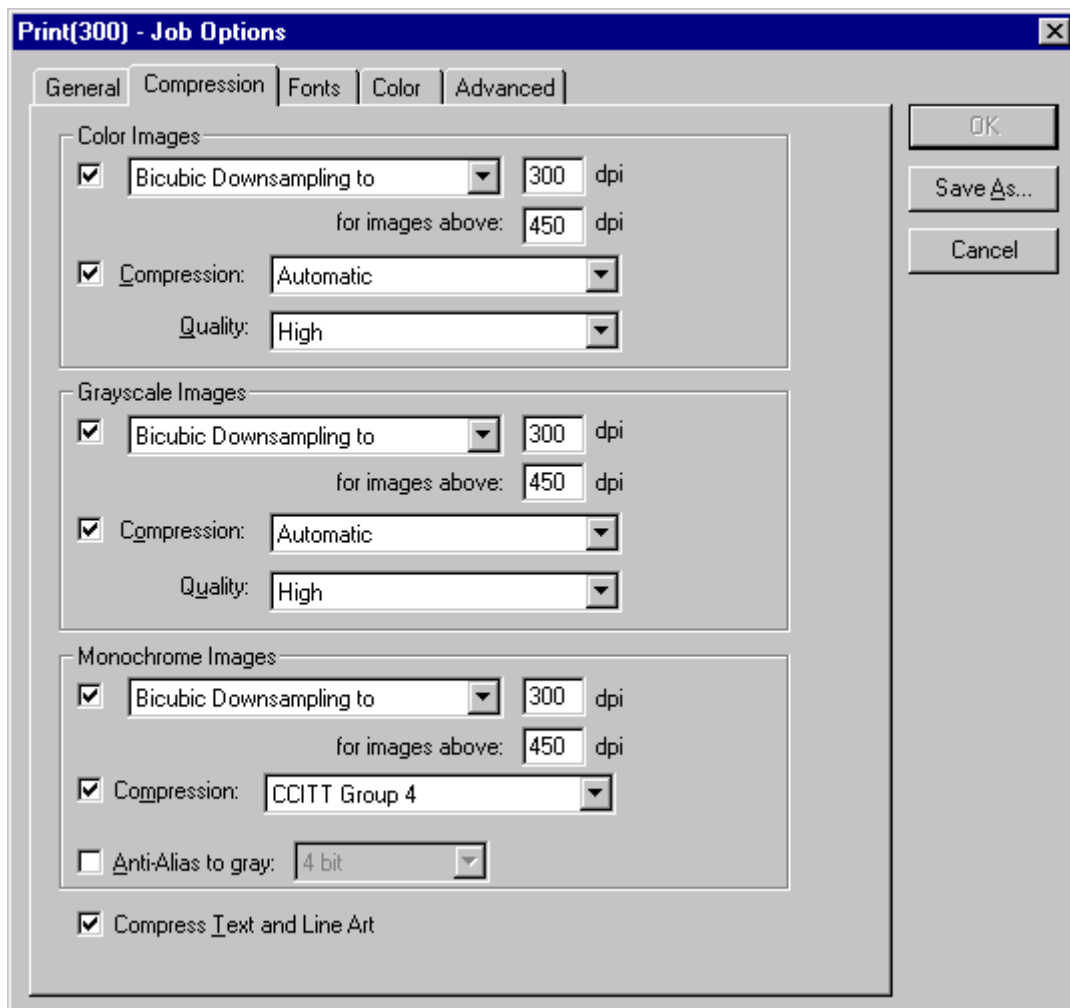 Print(300) - Job Options
General Compression Fonts Color Advanced
OK
Save As...
Cancel
Color Images
Bicubic Downsampling to 300 dpi
for images above: 450 dpi
Compression: Automatic
Quality: High
Grayscale Images
Bicubic Downsampling to 300 dpi
for images above: 450 dpi
Compression: Automatic
Quality: High
Monochrome Images
Bicubic Downsampling to 300 dpi
for images above: 450 dpi
Compression: CCITT Group 4
Anti-Alias to gray: 4 bit
Compress Text and Line Art